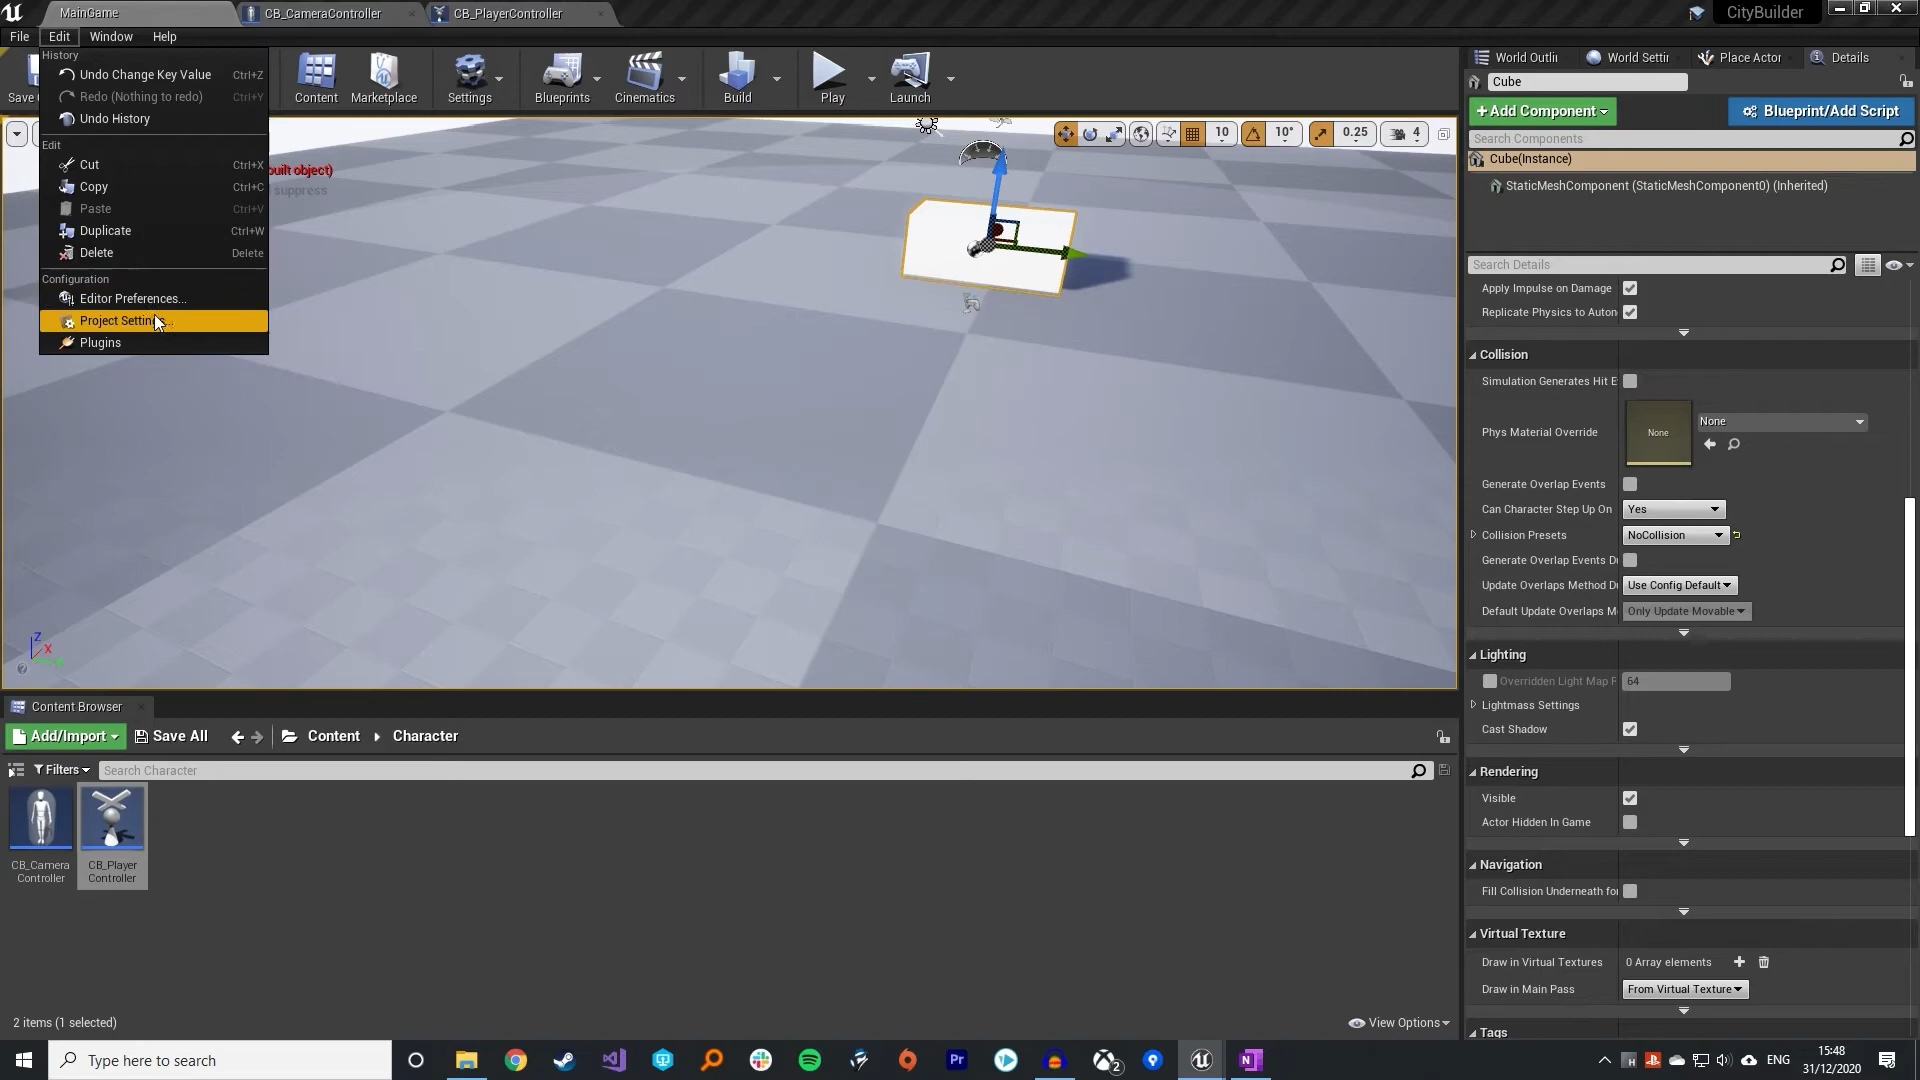 MainGame
CB_CameraController
CB_PlayerController
CityBuilder
File
Edit
Window
Help
History
Undo Change Key Value Ctrl+Z
Redo (Nothing to redo) Ctrl+Y
Undo History
Edit
Cut Ctrl+X
Copy Ctrl+C
Paste Ctrl+V
Duplicate Ctrl+W
Delete Delete
Configuration
Editor Preferences...
Project Setting
Plugins
Content
Marketplace
Settings
Blueprints
Cinematics
Build
Play
Launch
uilt object)
suppress
10
10°
0.25
4
Z
X
World Outli
World Settir
Place Actor
Details
Cube
+Add Component
Blueprint/Add Script
Search Components
Cube(Instance)
StaticMeshComponent (StaticMeshComponent0) (Inherited)
Search Details
Apply Impulse on Damage
Replicate Physics to Auton
Collision
Simulation Generates Hit E
Phys Material Override
None
None
Generate Overlap Events
Can Character Step Up On Yes
Collision Presets NoCollision
Generate Overlap Events D
Update Overlaps Method D Use Config Default
Default Update Overlaps M Only Update Movable
Lighting
Overridden Light Map F 64
Lightmass Settings
Cast Shadow
Rendering
Visible
Actor Hidden In Game
Navigation
Fill Collision Underneath for
Virtual Texture
Draw in Virtual Textures 0 Array elements
Draw in Main Pass From Virtual Texture
Tags
Content Browser
Add/Import
Save All
Content
Character
Filters
Search Character
CB_Camera
Controller
CB_Player
Controller
2 items (1 selected)
View Options
Type here to search
Pr
2
ENG
15:48
31/12/2020